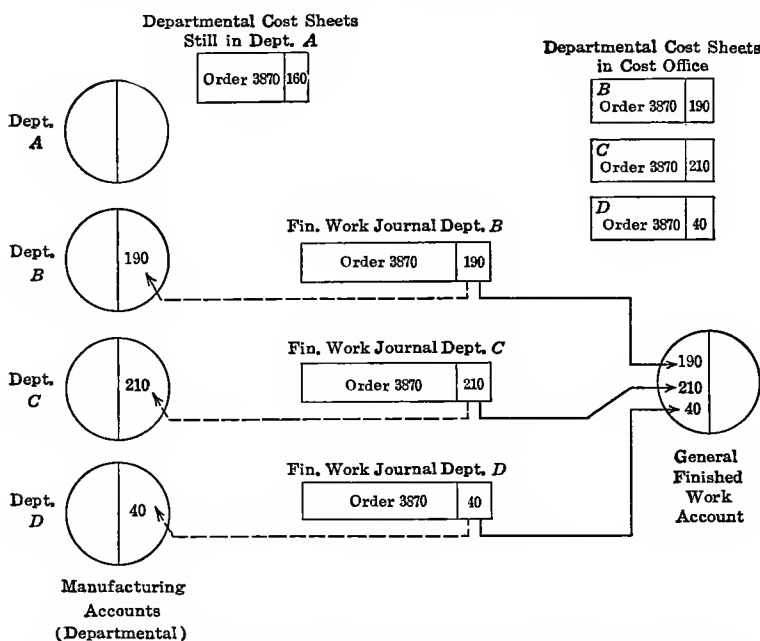 Departmental Cost Sheets
Still in Dept. A
Order 3870 160
Departmental Cost Sheets
in Cost Office
B
Order 3870 190
C
Order 3870 210
D
Order 3870 40
Dept.
A
Dept.
B
190
Fin. Work Journal Dept. B
Order 3870 190
Dept.
C
210
Fin. Work Journal Dept. C
Order 3870 210
Dept.
D
40
Fin. Work Journal Dept. D
Order 3870 40
190
210
40
General
Finished
Work
Account
Manufacturing
Accounts
(Departmental)